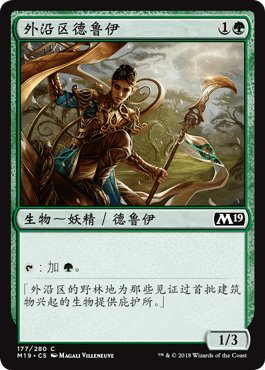 外沿区德鲁伊 1
生物～妖精 / 德鲁伊 M19
：加 。
「外沿区的野林地为那些见证过首批建筑
物兴起的生物提供庇护所。」
1/3
177/280 C
M19 • CS MAGALI VILLENEUVE
™ & © 2018 Wizards of the Coast